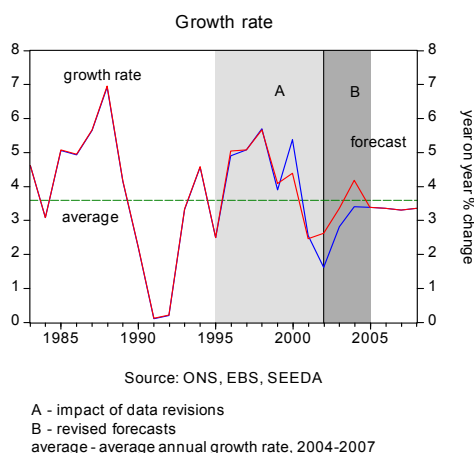 Growth rate
8 8
growth rate
7 7
A B
6 6
forecast
5 5
year on year % change
4 4
average
3 3
2 2
1 1
0 0
1985 1990 1995 2000 2005
Source: ONS, EBS, SEEDA
A - impact of data revisions
B - revised forecasts
average - average annual growth rate, 2004-2007